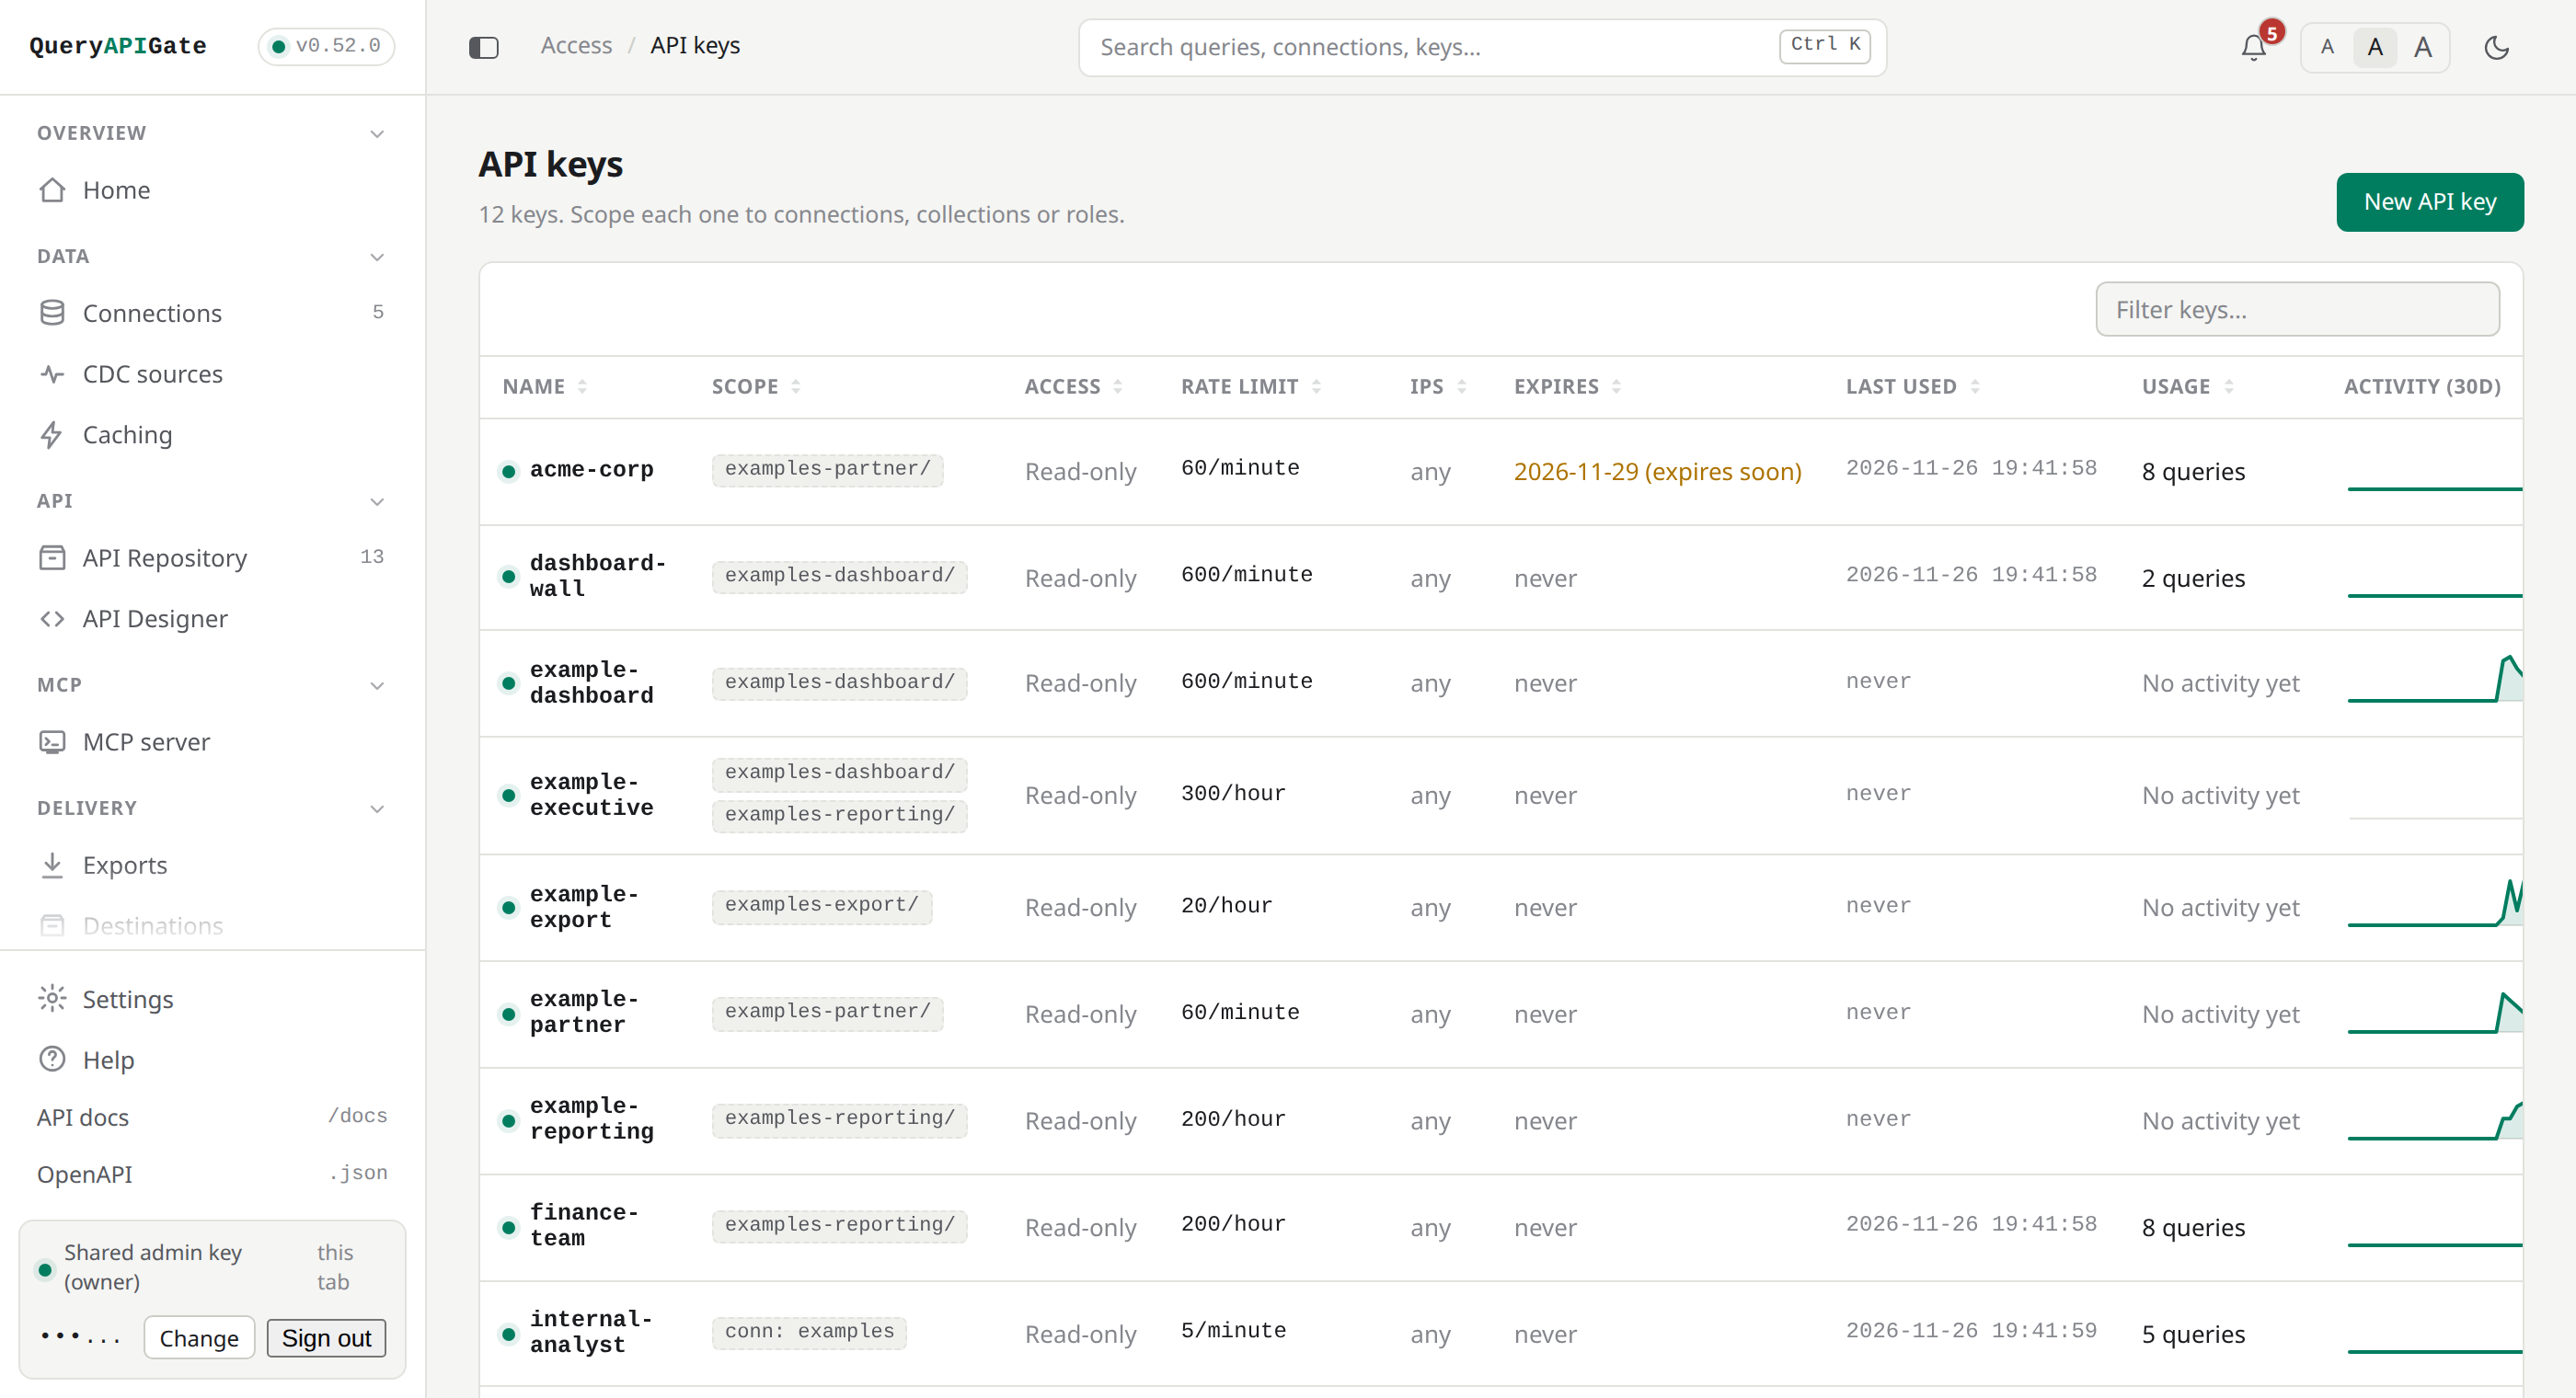 QueryAPIGate v0.52.0
OVERVIEW
Home
DATA
Connections 5
CDC sources
Caching
API
API Repository 13
API Designer
MCP
MCP server
DELIVERY
Exports
Destinations
Settings
Help
API docs /docs
OpenAPI .json
Shared admin key (owner) this tab
Change Sign out
Access / API keys
Search queries, connections, keys... Ctrl K
5
A A A
API keys
12 keys. Scope each one to connections, collections or roles.
New API key
Filter keys...
NAME SCOPE ACCESS RATE LIMIT IPS EXPIRES LAST USED USAGE ACTIVITY (30D)
acme-corp examples-partner/ Read-only 60/minute any 2026-11-29 (expires soon) 2026-11-26 19:41:58 8 queries
dashboard-wall examples-dashboard/ Read-only 600/minute any never 2026-11-26 19:41:58 2 queries
example-dashboard examples-dashboard/ Read-only 600/minute any never never No activity yet
example-executive examples-dashboard/ examples-reporting/ Read-only 300/hour any never never No activity yet
example-export examples-export/ Read-only 20/hour any never never No activity yet
example-partner examples-partner/ Read-only 60/minute any never never No activity yet
example-reporting examples-reporting/ Read-only 200/hour any never never No activity yet
finance-team examples-reporting/ Read-only 200/hour any never 2026-11-26 19:41:58 8 queries
internal-analyst conn: examples Read-only 5/minute any never 2026-11-26 19:41:59 5 queries